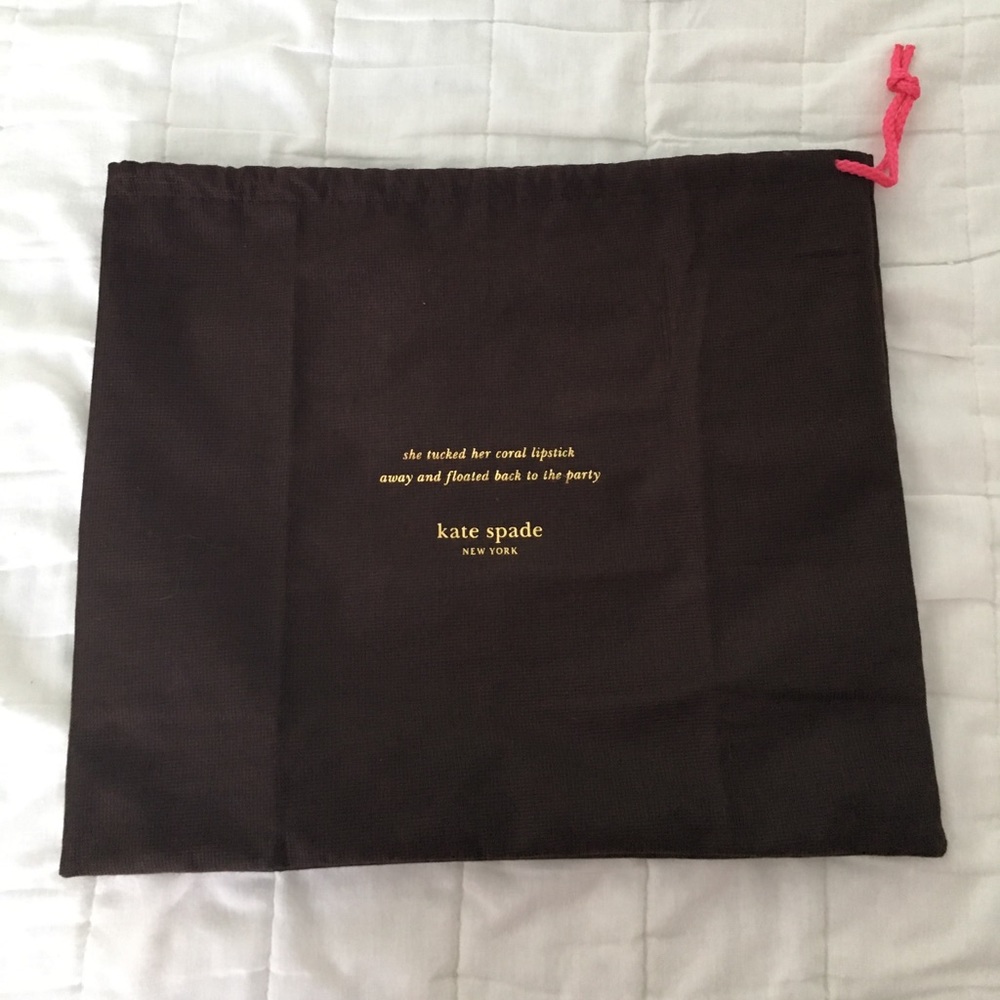 she tucked her coral lipstick
away and floated back to the party
kate spade
NEW YORK